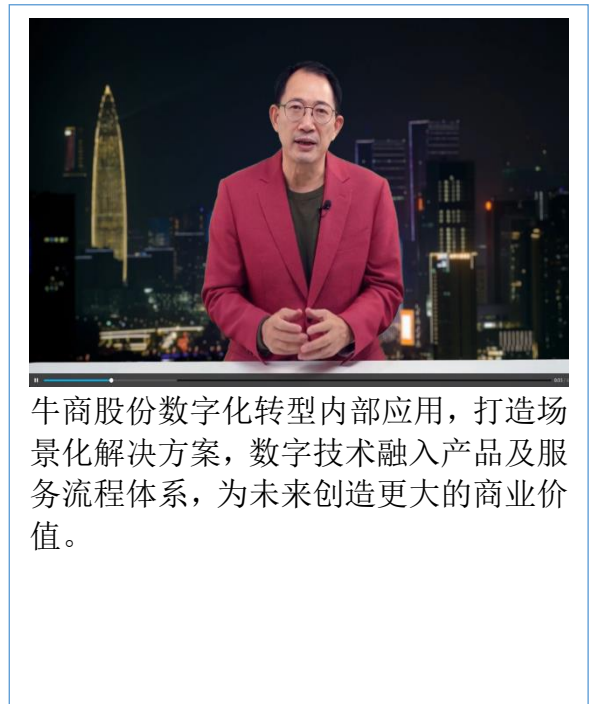 牛商股份数字化转型内部应用，打造场
景化解决方案，数字技术融入产品及服
务流程体系，为未来创造更大的商业价
值。